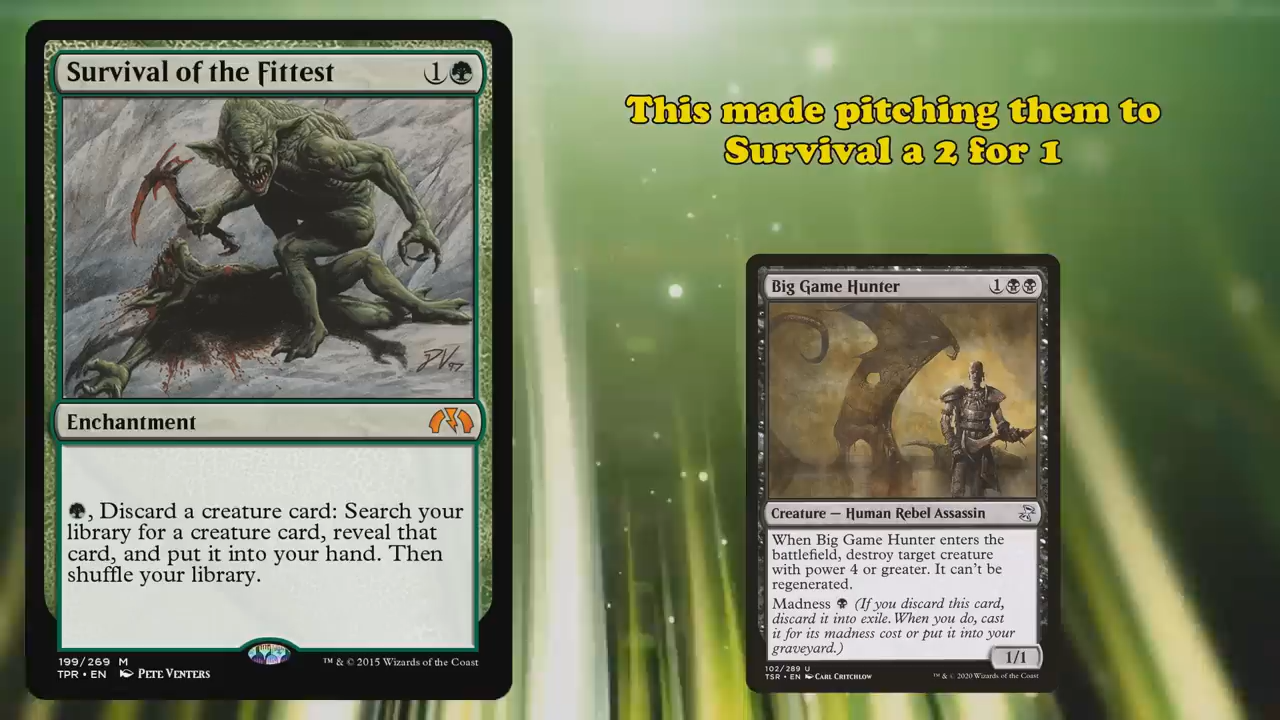 Survival of the Fittest
1
Enchantment
, Discard a creature card: Search your
library for a creature card, reveal that
card, and put it into your hand. Then
shuffle your library.
199/269 M
TPR • EN Pete Venters
™ & © 2015 Wizards of the Coast
This made pitching them to
Survival a 2 for 1
Big Game Hunter
1
Creature — Human Rebel Assassin
When Big Game Hunter enters the
battlefield, destroy target creature
with power 4 or greater. It can't be
regenerated.
Madness (If you discard this card,
discard it into exile. When you do, cast
it for its madness cost or put it into your
graveyard.)
1/1
102/289 U
TSR • EN Carl Critchlow
™ & © 2020 Wizards of the Coast